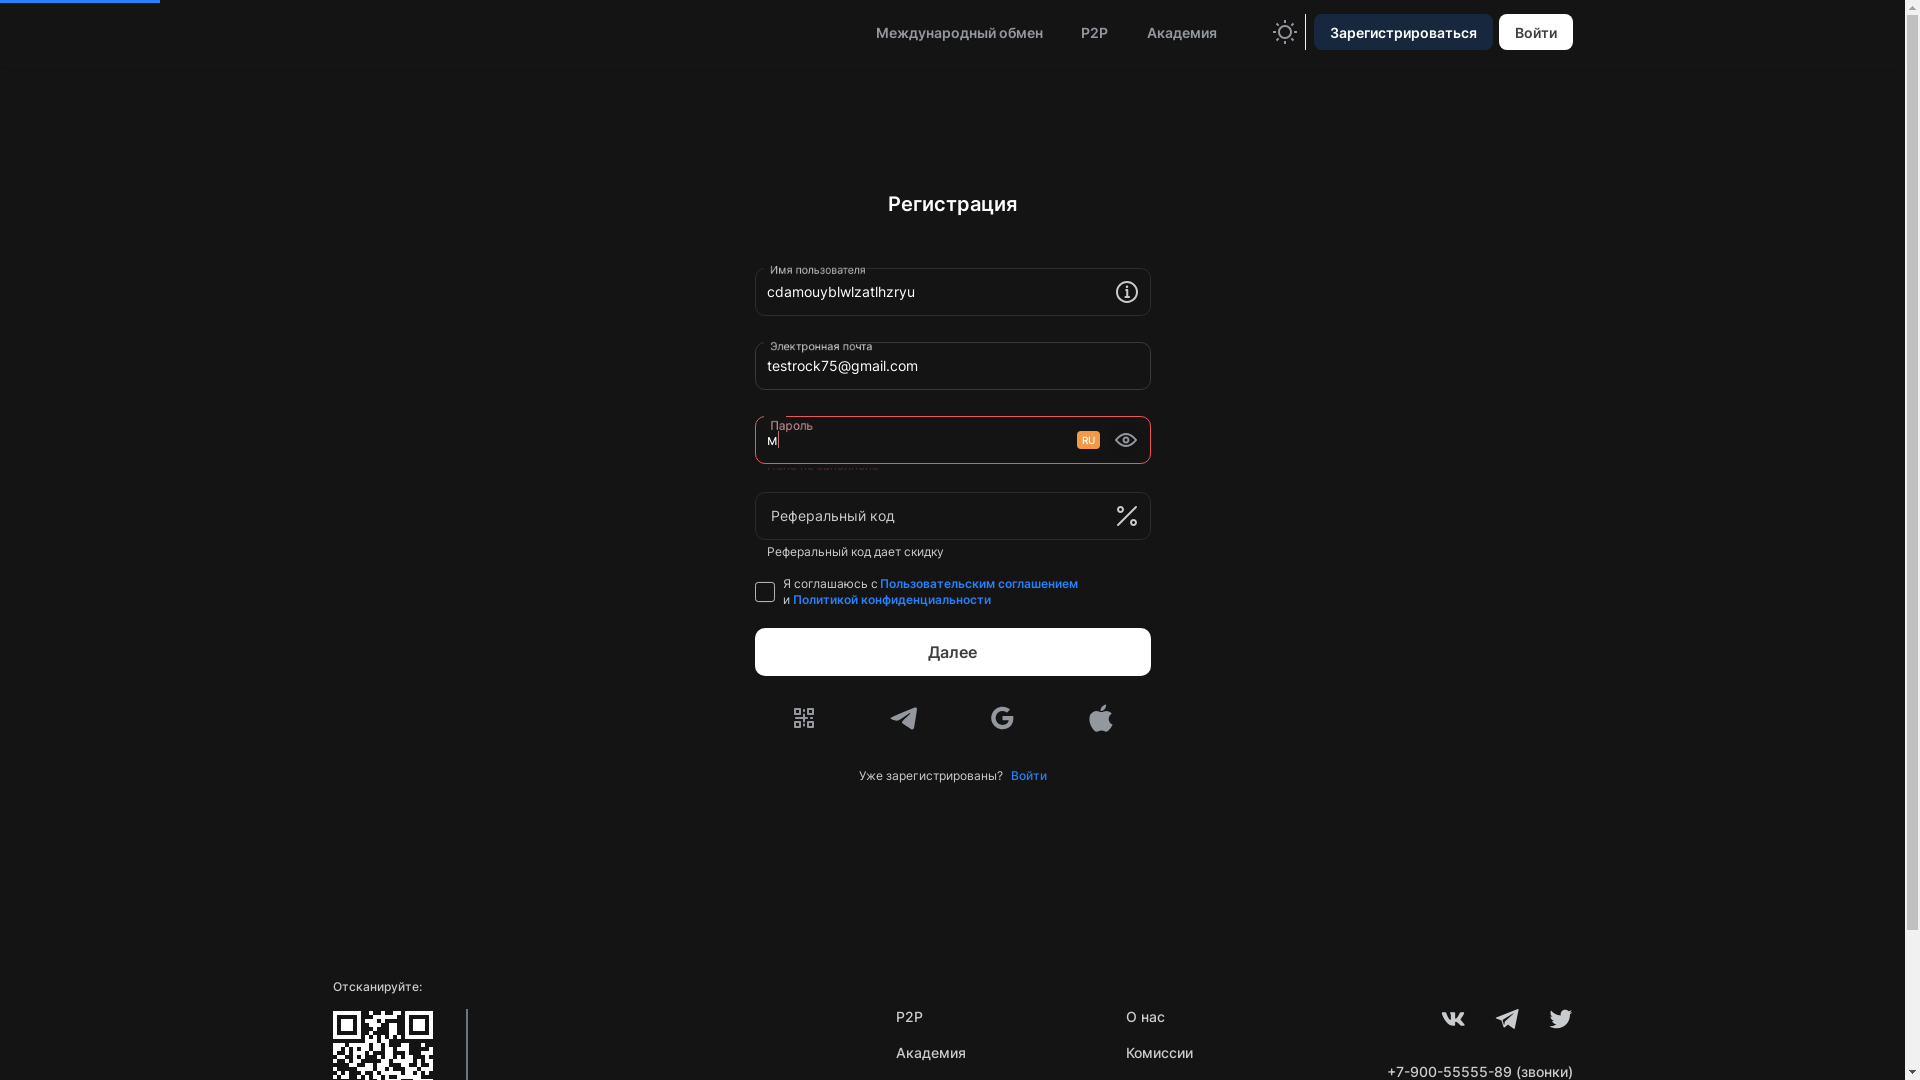 Международный обмен
P2P
Академия
Зарегистрироваться
Войти
Регистрация
Имя пользователя
cdamouyblwlzatlhzryu
Электронная почта
testrock75@gmail.com
Пароль
м
RU
Реферальный код
Реферальный код дает скидку
Я соглашаюсь с Пользовательским соглашением
и Политикой конфиденциальности
Далее
Уже зарегистрированы? Войти
Отсканируйте:
P2P
О нас
Академия
Комиссии
+7-900-55555-89 (звонки)